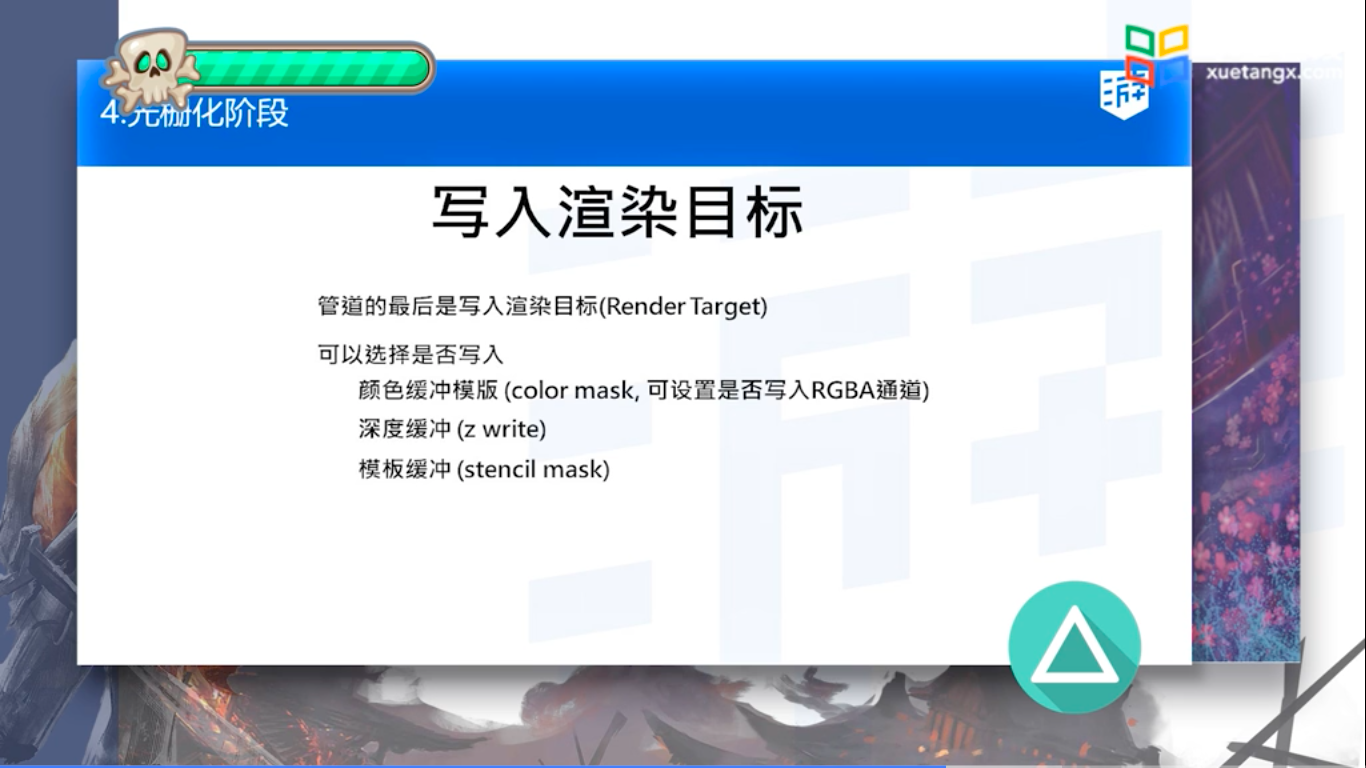 xuetangx.com
4.光栅化阶段
写入渲染目标
管道的最后是写入渲染目标(Render Target)
可以选择是否写入
颜色缓冲模版 (color mask, 可设置是否写入RGBA通道)
深度缓冲 (z write)
模板缓冲 (stencil mask)